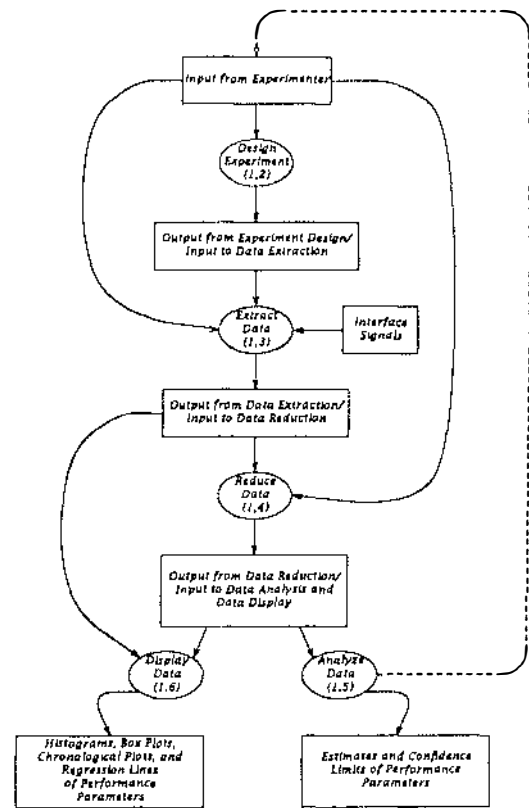 Input from Experimenter
Design
Experiment
(1,2)
Output from Experiment Design/
Input to Data Extraction
Extract
Data
(1,3)
Interface
Signals
Output from Data Extraction/
Input to Data Reduction
Reduce
Data
(1,4)
Output from Data Reduction/
Input to Data Analysis and
Data Display
Display
Data
(1,6)
Analyze
Data
(1,5)
Histograms, Box Plots,
Chronological Plots, and
Regression Lines
of Performance
Parameters
Estimates and Confidence
Limits of Performance
Parameters